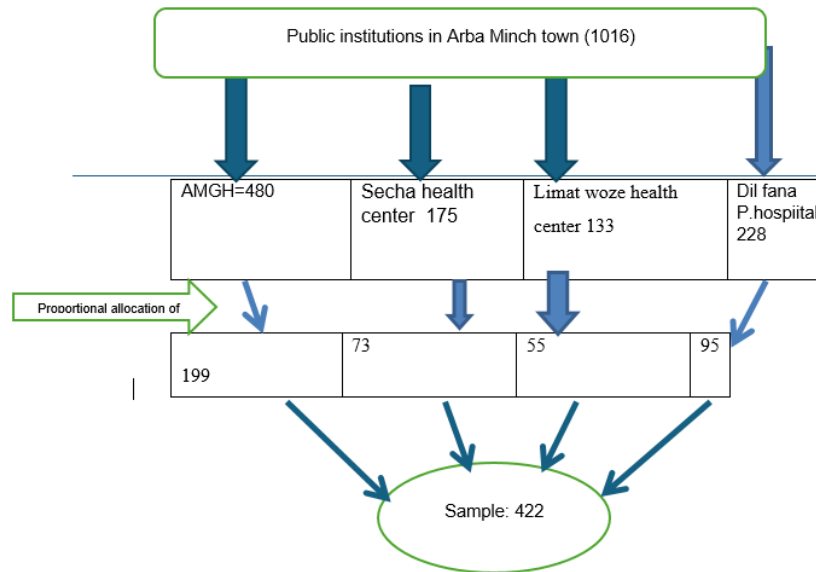 Public institutions in Arba Minch town (1016)
AMGH=480
Secha health
center 175
Limat woze health
center 133
Dil fana
P.hospiital
228
Proportional allocation of
199
73
55
95
Sample: 422